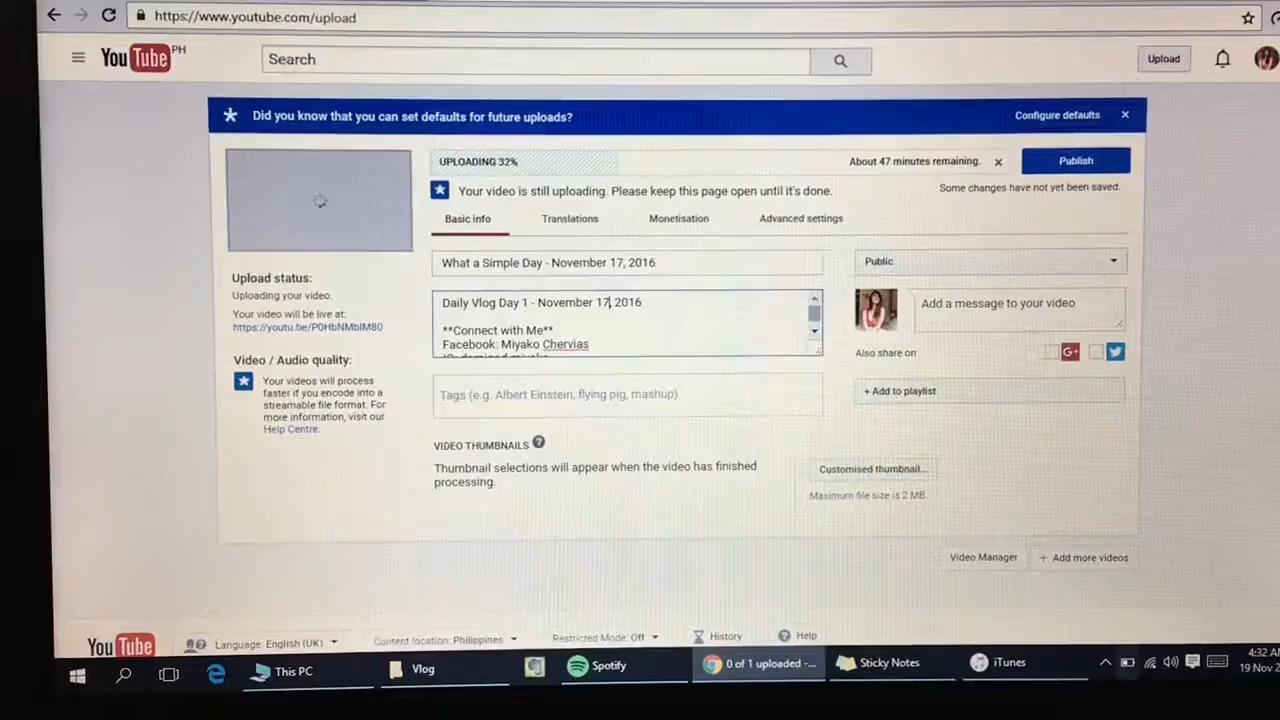 https://www.youtube.com/upload
YouTube PH
Search
Upload
Did you know that you can set defaults for future uploads?
Configure defaults
UPLOADING 32%
About 47 minutes remaining.
Publish
Your video is still uploading. Please keep this page open until it's done.
Some changes have not yet been saved.
Basic info
Translations
Monetisation
Advanced settings
What a Simple Day - November 17, 2016
Public
Daily Vlog Day 1 - November 17, 2016
**Connect with Me**
Facebook: Miyako Chervias
Add a message to your video
Also share on
G+
Upload status:
Uploading your video.
Your video will be live at:
https://youtu.be/P0HbNMbIM80
Video / Audio quality:
Your videos will process
faster if you encode into a
streamable file format. For
more information, visit our
Help Centre.
Tags (e.g. Albert Einstein, flying pig, mashup)
+ Add to playlist
VIDEO THUMBNAILS ?
Thumbnail selections will appear when the video has finished
processing.
Customised thumbnail...
Maximum file size is 2 MB.
Video Manager
+ Add more videos
YouTube
Language: English (UK)
Content location: Philippines
Restricted Mode: Off
History
Help
This PC
Vlog
Spotify
0 of 1 uploaded -...
Sticky Notes
iTunes
4:32 
19 Nov